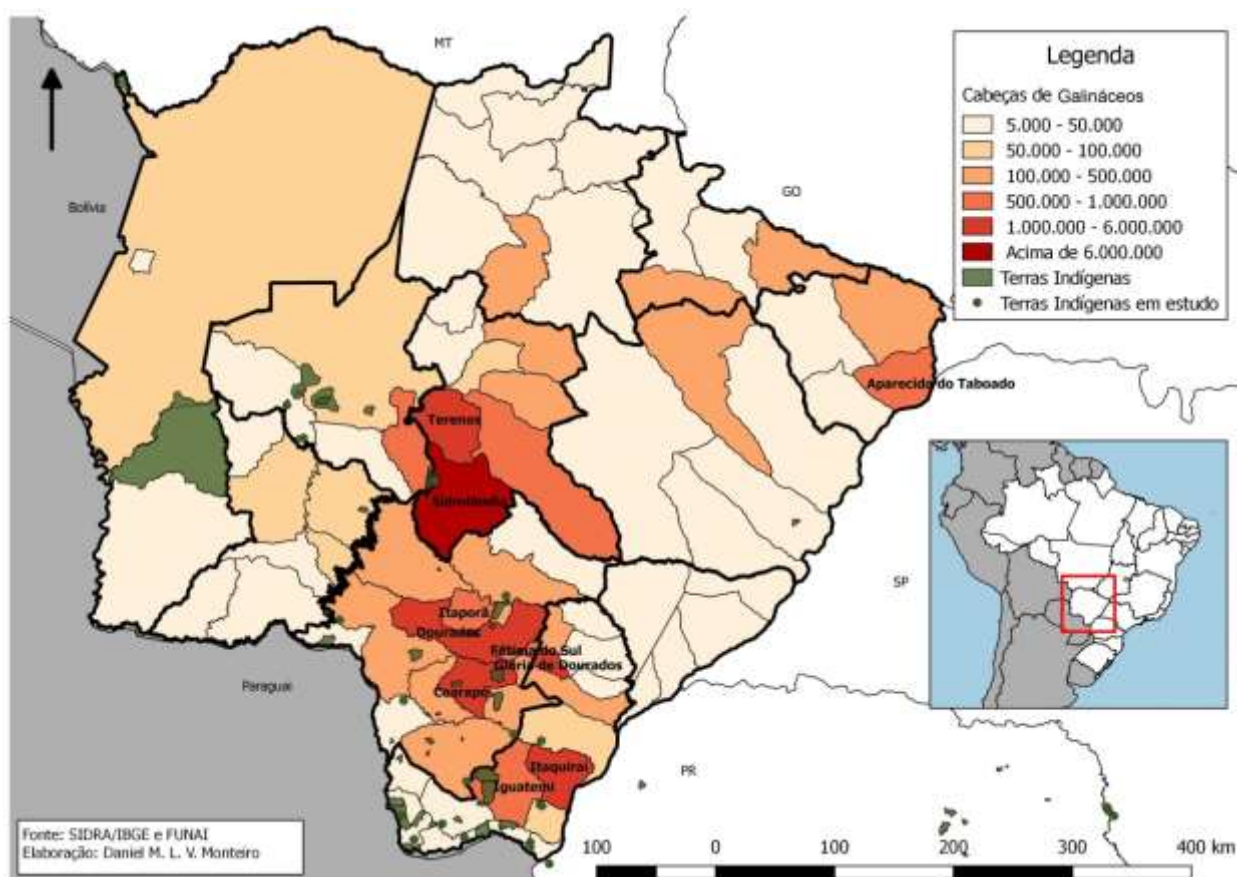 MT
GO
Bolívia
Legenda
Cabeças de Galináceos
5.000 - 50.000
50.000 - 100.000
100.000 - 500.000
500.000 - 1.000.000
1.000.000 - 6.000.000
Acima de 6.000.000
Terras Indígenas
Terras Indígenas em estudo
Aparecida do Taboado
Terenos
Sidrolândia
SP
Itaporã
Dourados
Fátima do Sul
Glória de Dourados
Paraguai
Caarapó
Itaquiraí
Iguatemi
PR
Fonte: SIDRA/IBGE e FUNAI
Elaboração: Daniel M. L. V. Monteiro
100 0 100 200 300 400 km